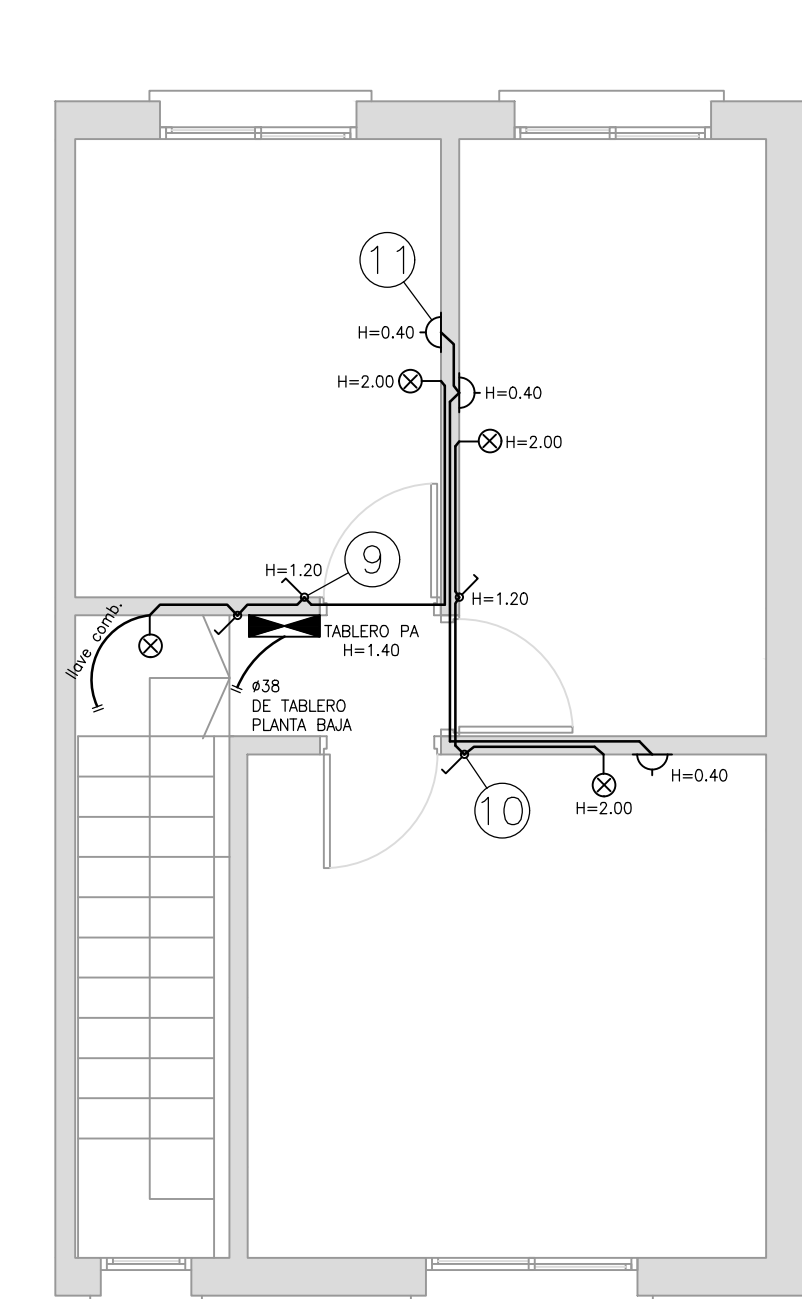 11
H=0.40
H=2.00
H=0.40
H=2.00
9
H=1.20
H=1.20
llave comb.
TABLERO PA
H=1.40
ø38
DE TABLERO
PLANTA BAJA
H=0.40
10
H=2.00